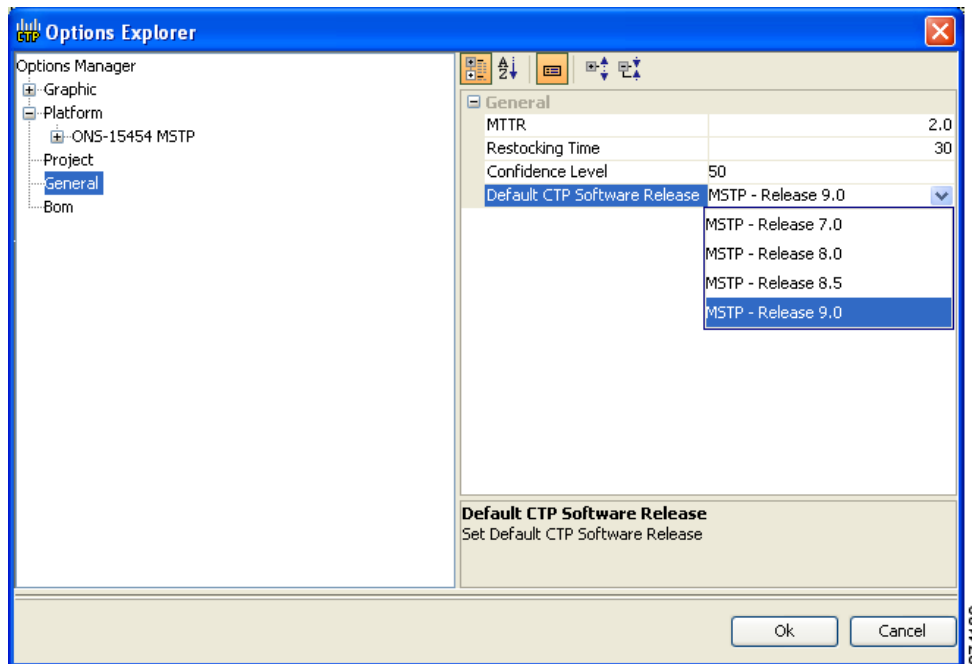 CTP Options Explorer
Options Manager
Graphic
Platform
ONS-15454 MSTP
Project
General
Bom
General
MTTR 2.0
Restocking Time 30
Confidence Level 50
Default CTP Software Release MSTP - Release 9.0
MSTP - Release 7.0
MSTP - Release 8.0
MSTP - Release 8.5
MSTP - Release 9.0
Default CTP Software Release
Set Default CTP Software Release
Ok Cancel